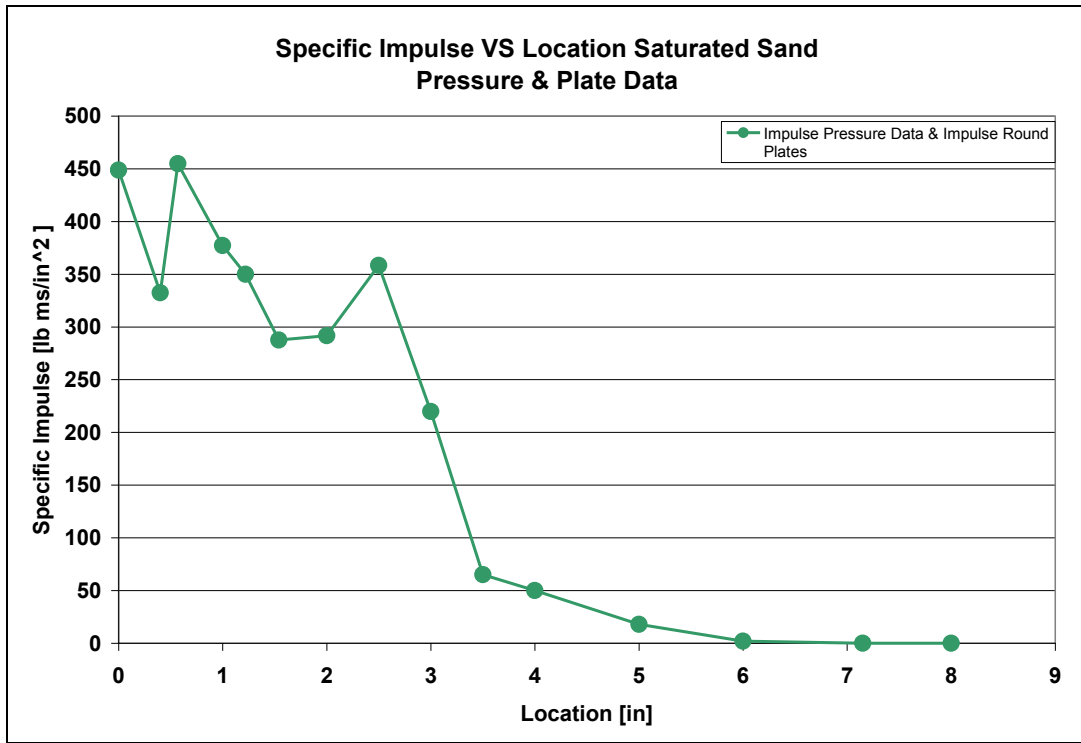 Specific Impulse VS Location Saturated Sand
Pressure & Plate Data
Impulse Pressure Data & Impulse Round
Plates
Specific Impulse [lb ms/in^2 ]
500
450
400
350
300
250
200
150
100
50
0
0 1 2 3 4 5 6 7 8 9
Location [in]